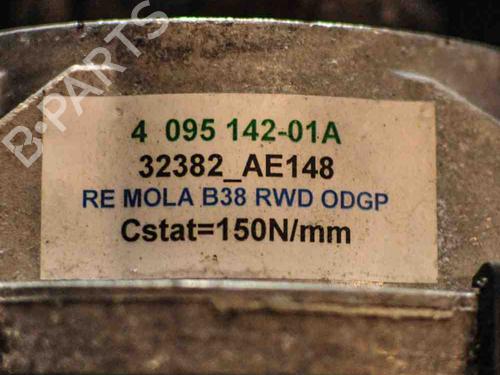 B-PARTS
4 095 142-01A
32382_AE148
RE MOLA B38 RWD ODGP
Cstat=150N/mm